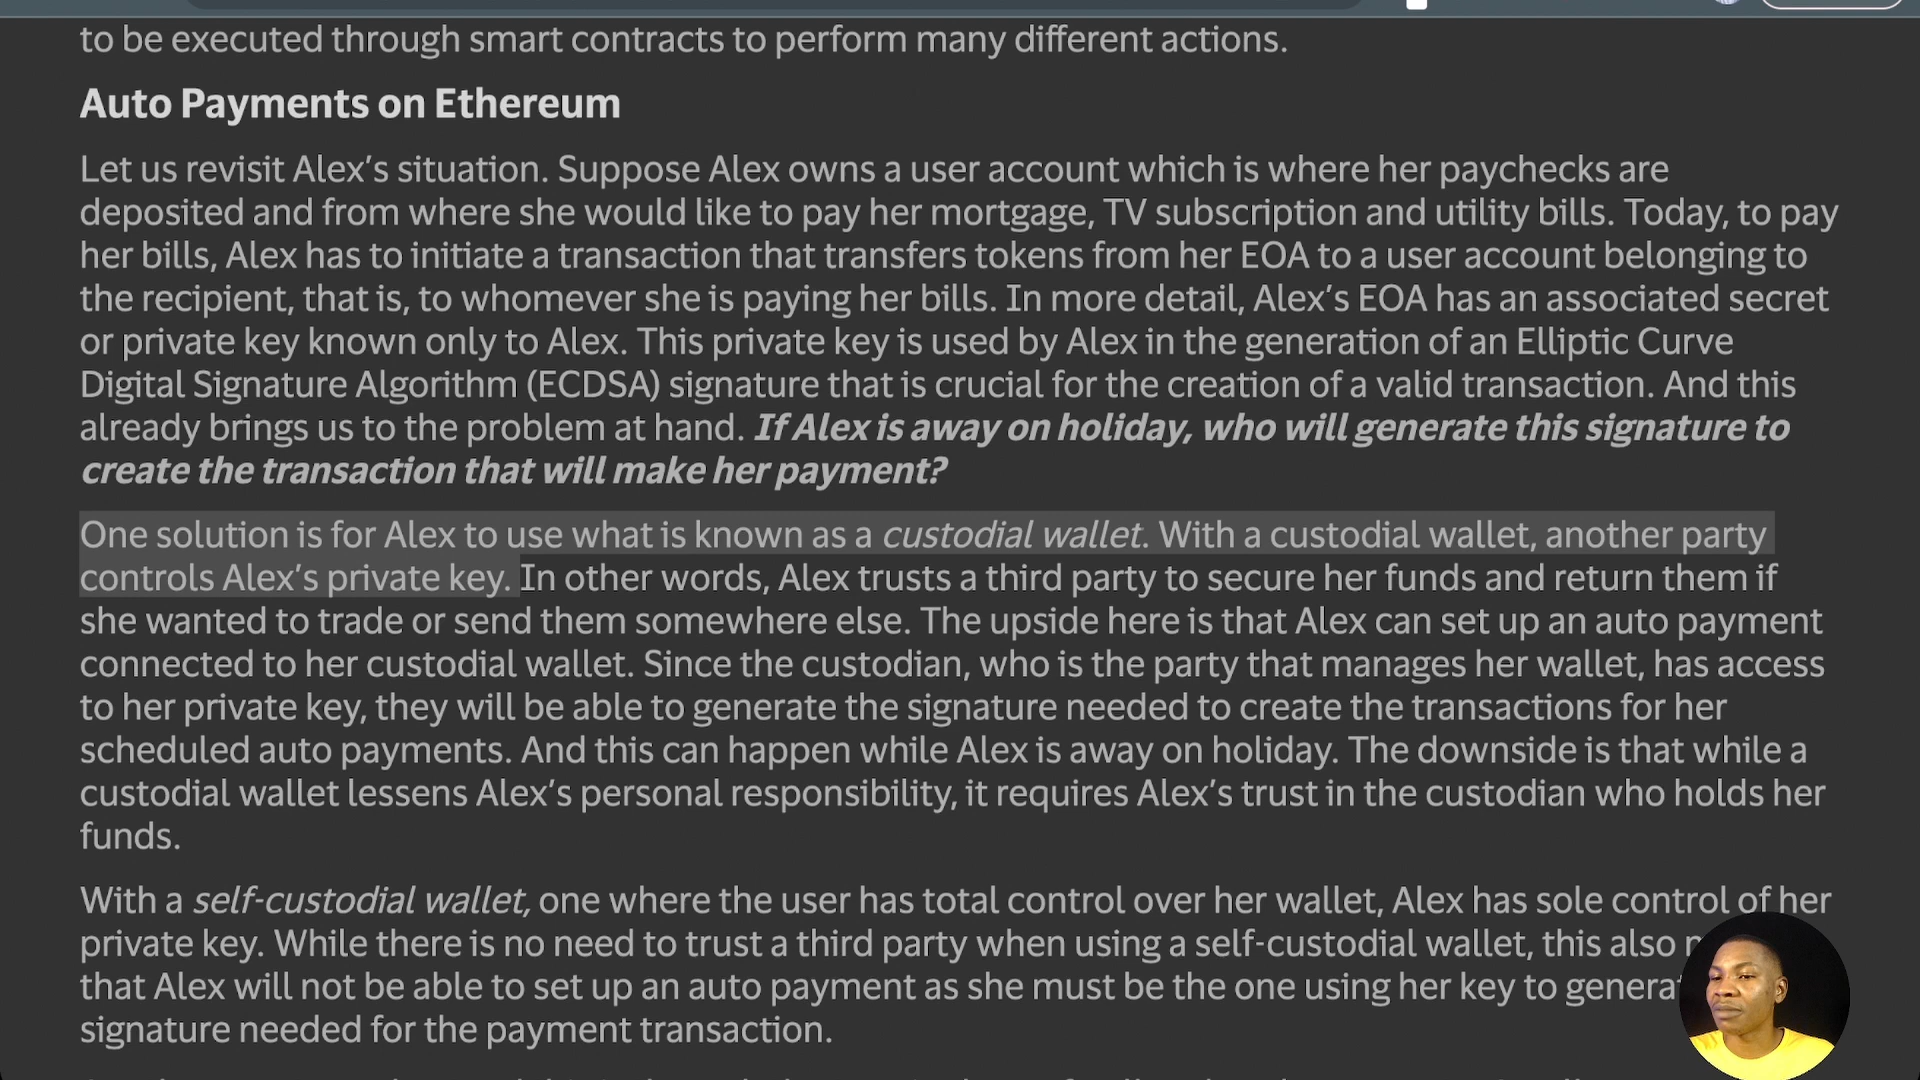 to be executed through smart contracts to perform many different actions.
Auto Payments on Ethereum
Let us revisit Alex’s situation. Suppose Alex owns a user account which is where her paychecks are
deposited and from where she would like to pay her mortgage, TV subscription and utility bills. Today, to pay
her bills, Alex has to initiate a transaction that transfers tokens from her EOA to a user account belonging to
the recipient, that is, to whomever she is paying her bills. In more detail, Alex’s EOA has an associated secret
or private key known only to Alex. This private key is used by Alex in the generation of an Elliptic Curve
Digital Signature Algorithm (ECDSA) signature that is crucial for the creation of a valid transaction. And this
already brings us to the problem at hand. If Alex is away on holiday, who will generate this signature to
create the transaction that will make her payment?
One solution is for Alex to use what is known as a custodial wallet. With a custodial wallet, another party
controls Alex’s private key. In other words, Alex trusts a third party to secure her funds and return them if
she wanted to trade or send them somewhere else. The upside here is that Alex can set up an auto payment
connected to her custodial wallet. Since the custodian, who is the party that manages her wallet, has access
to her private key, they will be able to generate the signature needed to create the transactions for her
scheduled auto payments. And this can happen while Alex is away on holiday. The downside is that while a
custodial wallet lessens Alex’s personal responsibility, it requires Alex’s trust in the custodian who holds her
funds.
With a self-custodial wallet, one where the user has total control over her wallet, Alex has sole control of her
private key. While there is no need to trust a third party when using a self-custodial wallet, this also
that Alex will not be able to set up an auto payment as she must be the one using her key to
signature needed for the payment transaction.